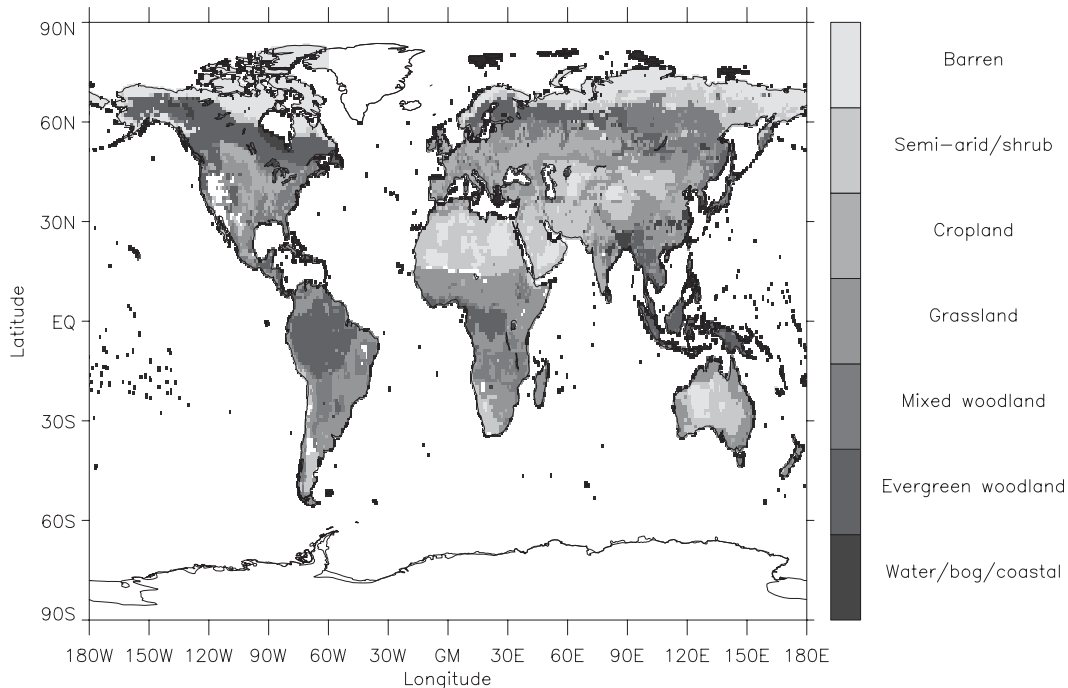 90N
60N
30N
EQ
30S
60S
90S
Latitude
180W 150W 120W 90W 60W 30W GM 30E 60E 90E 120E 150E 180E
Longitude
Barren
Semi-arid/shrub
Cropland
Grassland
Mixed woodland
Evergreen woodland
Water/bog/coastal